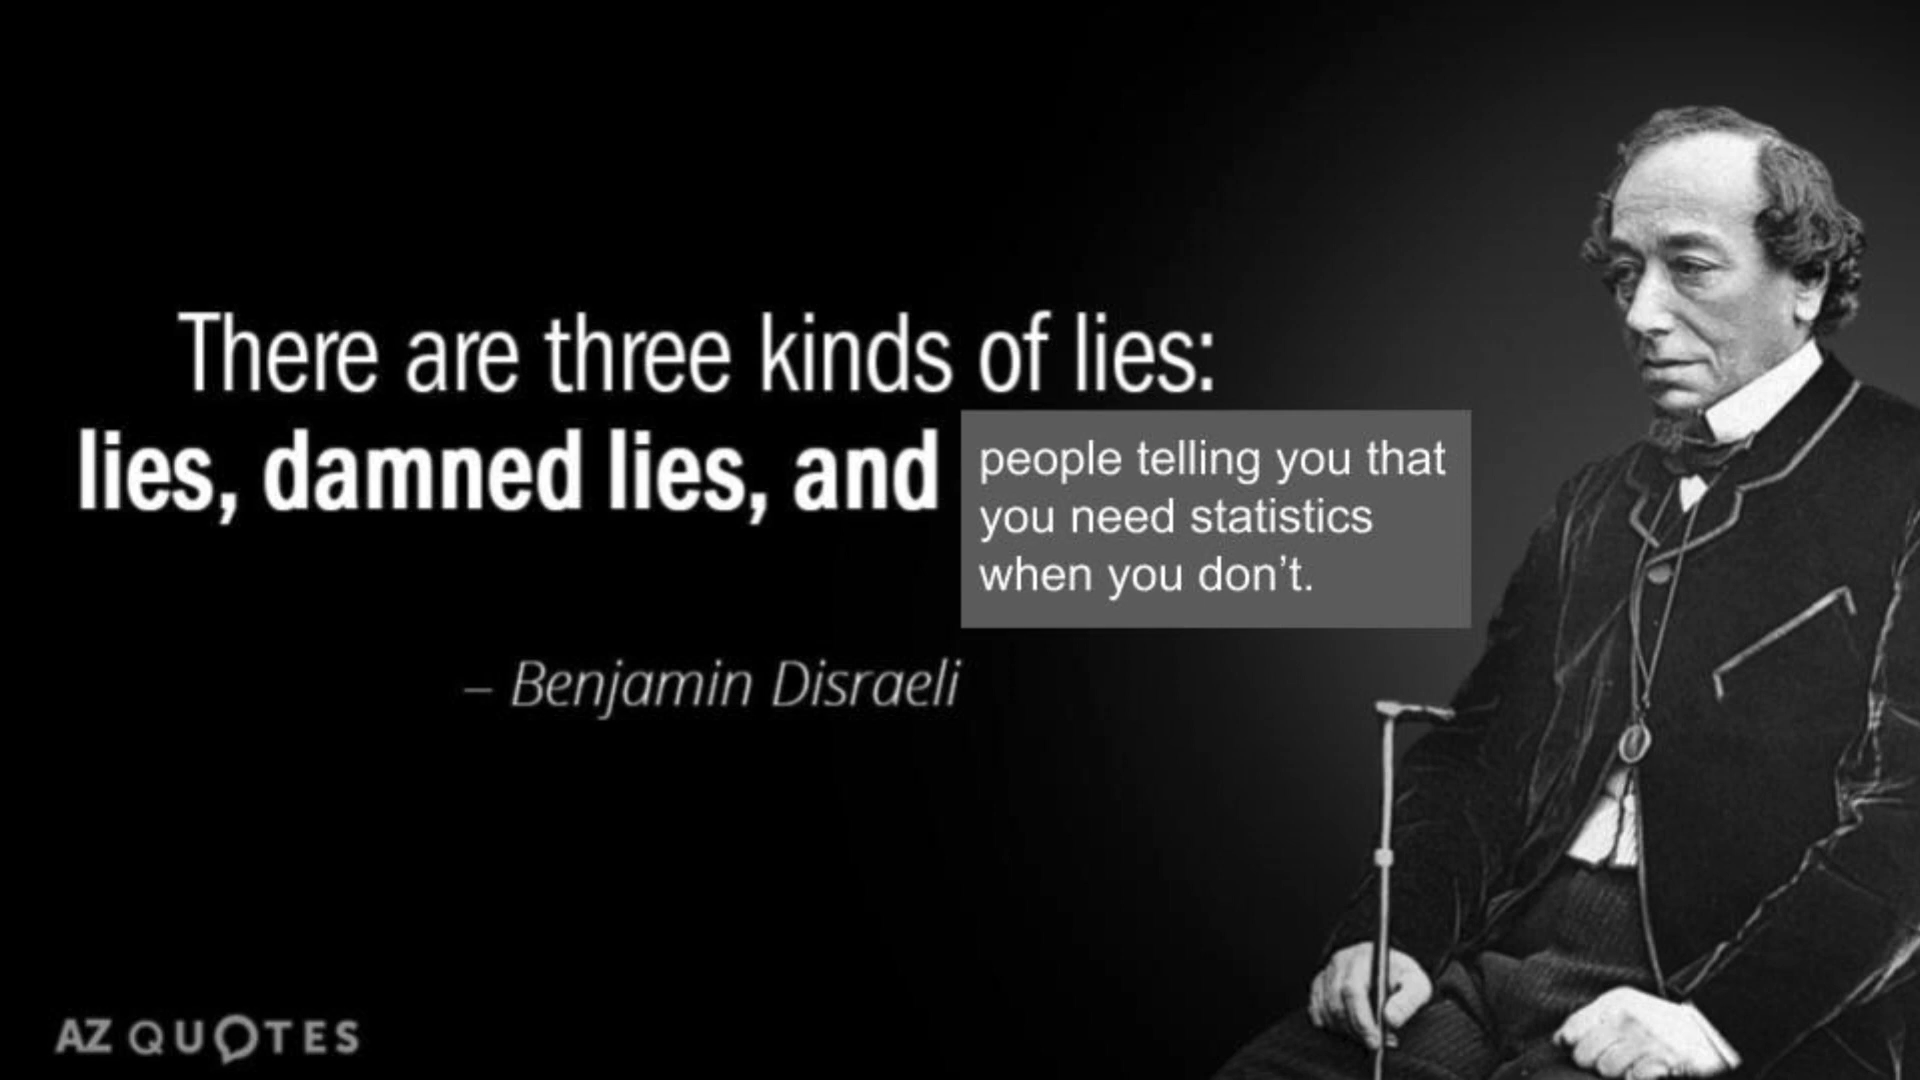 There are three kinds of lies:
lies, damned lies, and
people telling you that
you need statistics
when you don’t.
– Benjamin Disraeli
AZ QUOTES